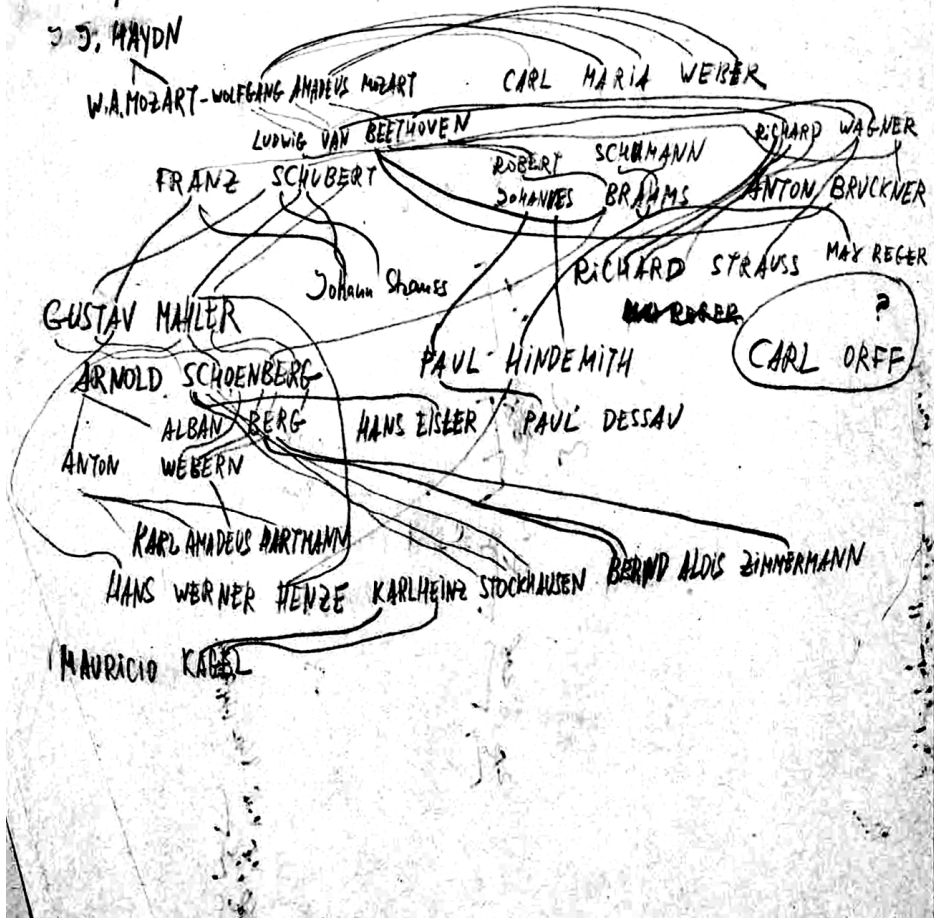 J. HAYDN
W.A.MOZART - WOLFGANG AMADEUS MOZART
CARL MARIA WEBER
LUDWIG VAN BEETHOVEN
RICHARD WAGNER
ROBERT SCHUMANN
FRANZ SCHUBERT
JOHANNES BRAHMS
ANTON BRUCKNER
MAX REGER
RICHARD STRAUSS
Johann Strauss
GUSTAV MAHLER
?
CARL ORFF
PAUL HINDEMITH
ARNOLD SCHOENBERG
ALBAN BERG
HANS EISLER
PAUL DESSAU
ANTON WEBERN
KARL AMADEUS HARTMANN
HANS WERNER HENZE
KARLHEINZ STOCKHAUSEN
BERND ALOIS ZIMMERMANN
MAURICIO KAGEL